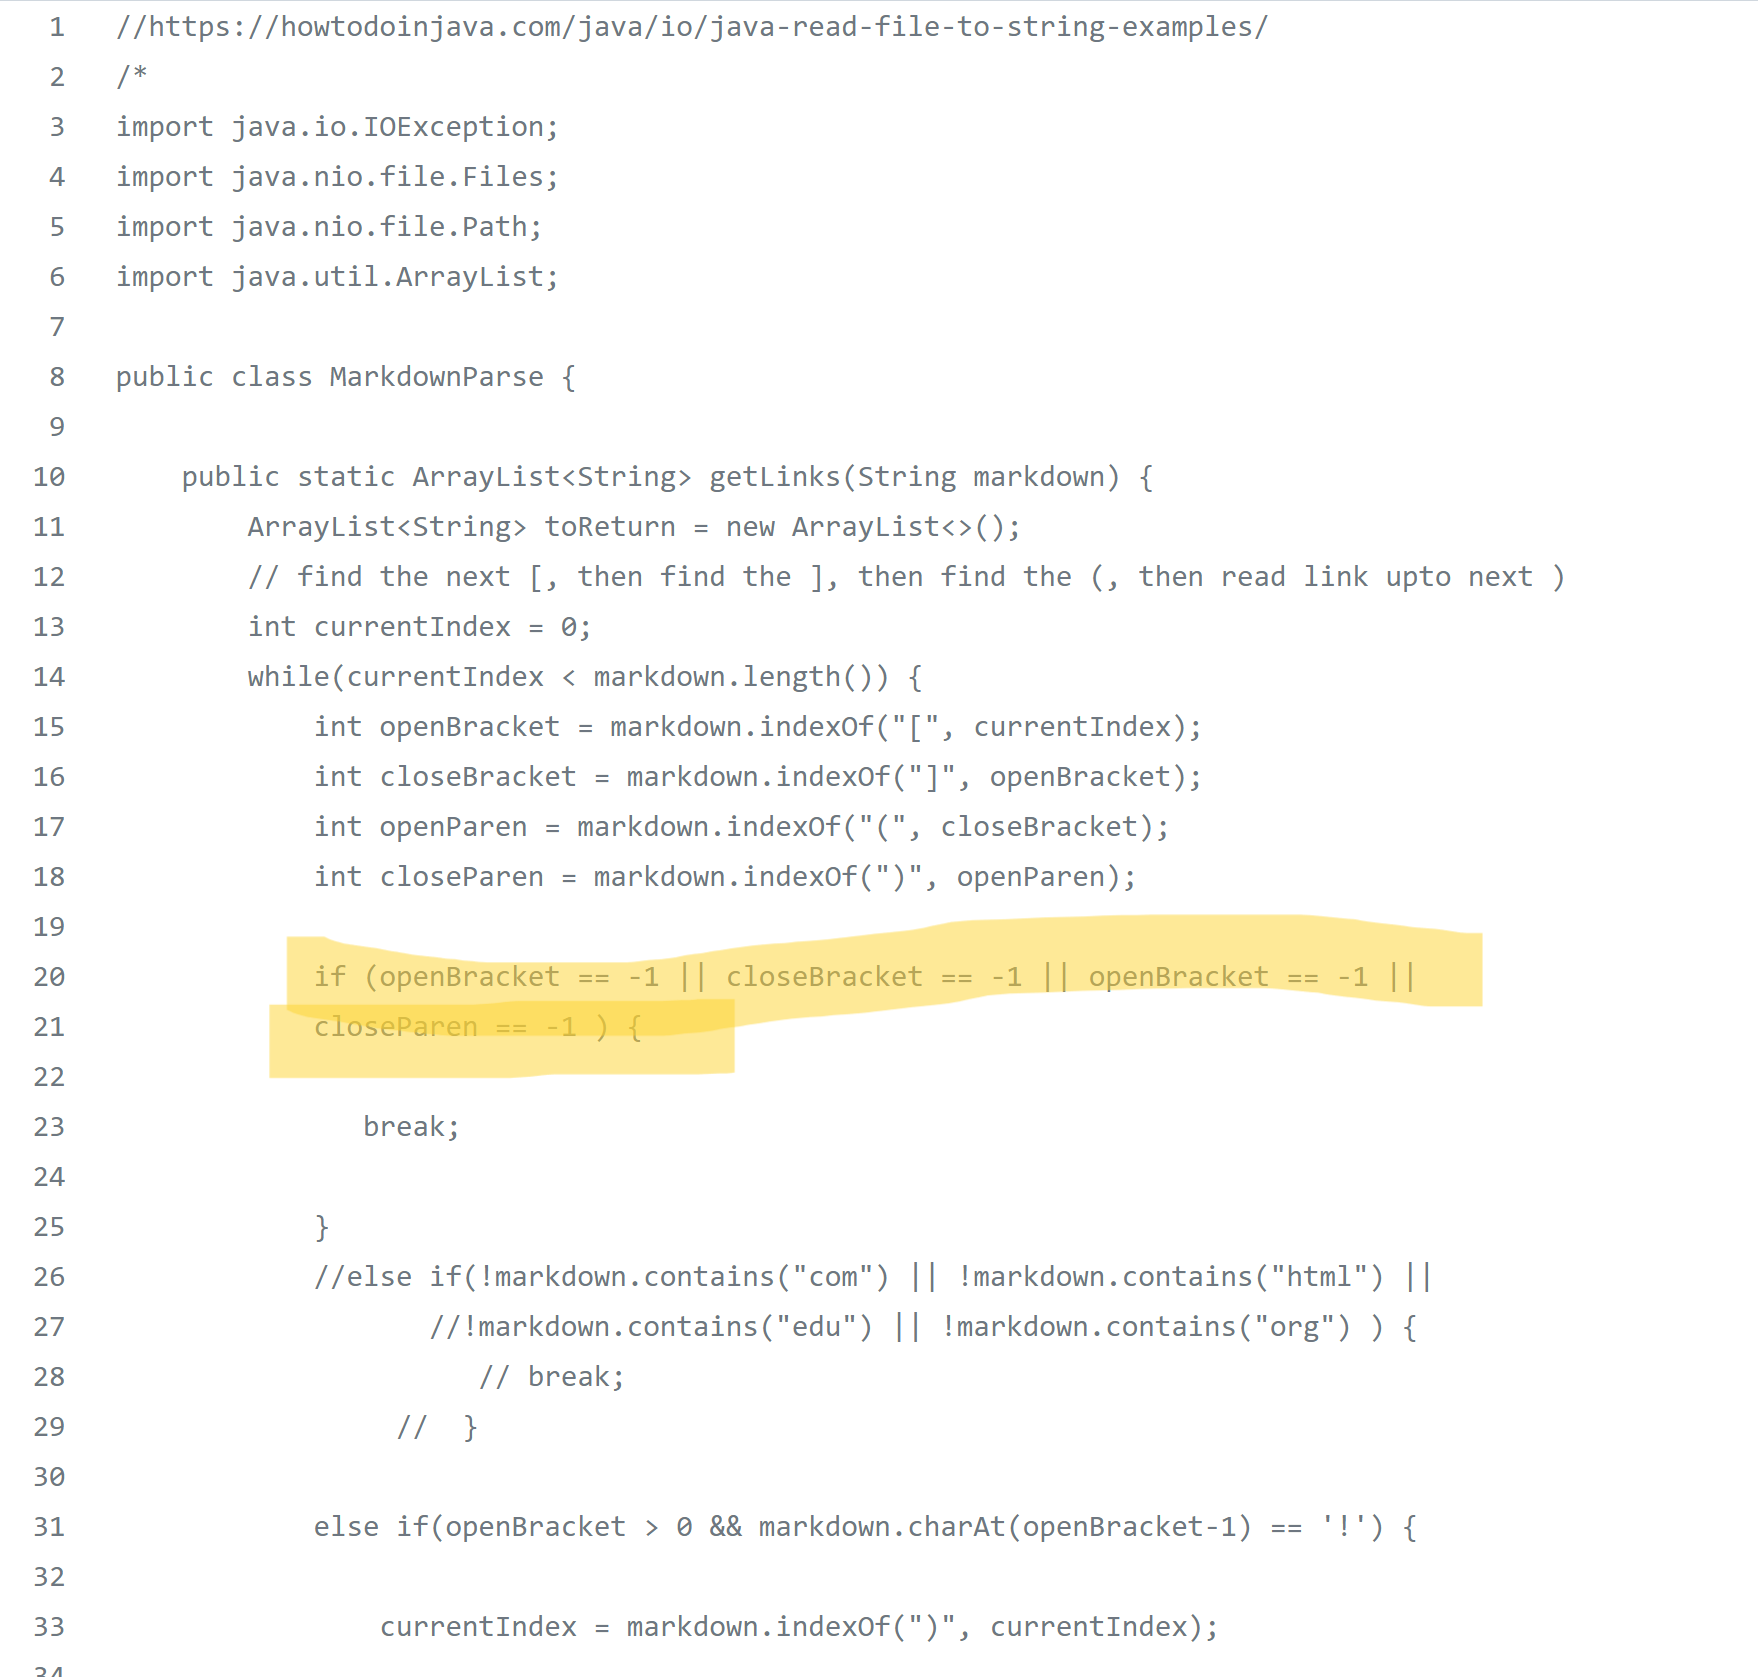 1 //https://howtodoinjava.com/java/io/java-read-file-to-string-examples/
2 /*
3 import java.io.IOException;
4 import java.nio.file.Files;
5 import java.nio.file.Path;
6 import java.util.ArrayList;
7
8 public class MarkdownParse {
9
10 public static ArrayList<String> getLinks(String markdown) {
11 ArrayList<String> toReturn = new ArrayList<>();
12 // find the next [, then find the ], then find the (, then read link upto next )
13 int currentIndex = 0;
14 while(currentIndex < markdown.length()) {
15 int openBracket = markdown.indexOf("[", currentIndex);
16 int closeBracket = markdown.indexOf("]", openBracket);
17 int openParen = markdown.indexOf("(", closeBracket);
18 int closeParen = markdown.indexOf(")", openParen);
19
20 if (openBracket == -1 || closeBracket == -1 || openBracket == -1 ||
21 closeParen == -1 ) {
22
23 break;
24
25 }
26 //else if(!markdown.contains("com") || !markdown.contains("html") ||
27 //!markdown.contains("edu") || !markdown.contains("org") ) {
28 // break;
29 // }
30
31 else if(openBracket > 0 && markdown.charAt(openBracket-1) == '!') {
32
33 currentIndex = markdown.indexOf(")", currentIndex);
34